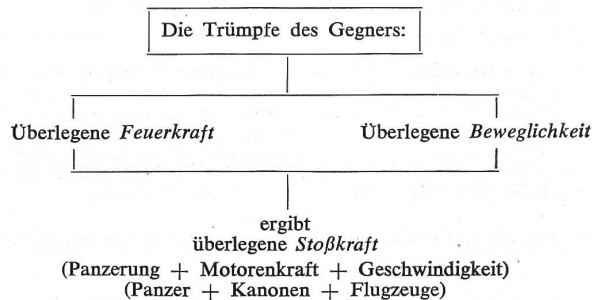 Die Trümpfe des Gegners:
Überlegene Feuerkraft Überlegene Beweglichkeit
ergibt
überlegene Stoßkraft
(Panzerung + Motorenkraft + Geschwindigkeit)
(Panzer + Kanonen + Flugzeuge)